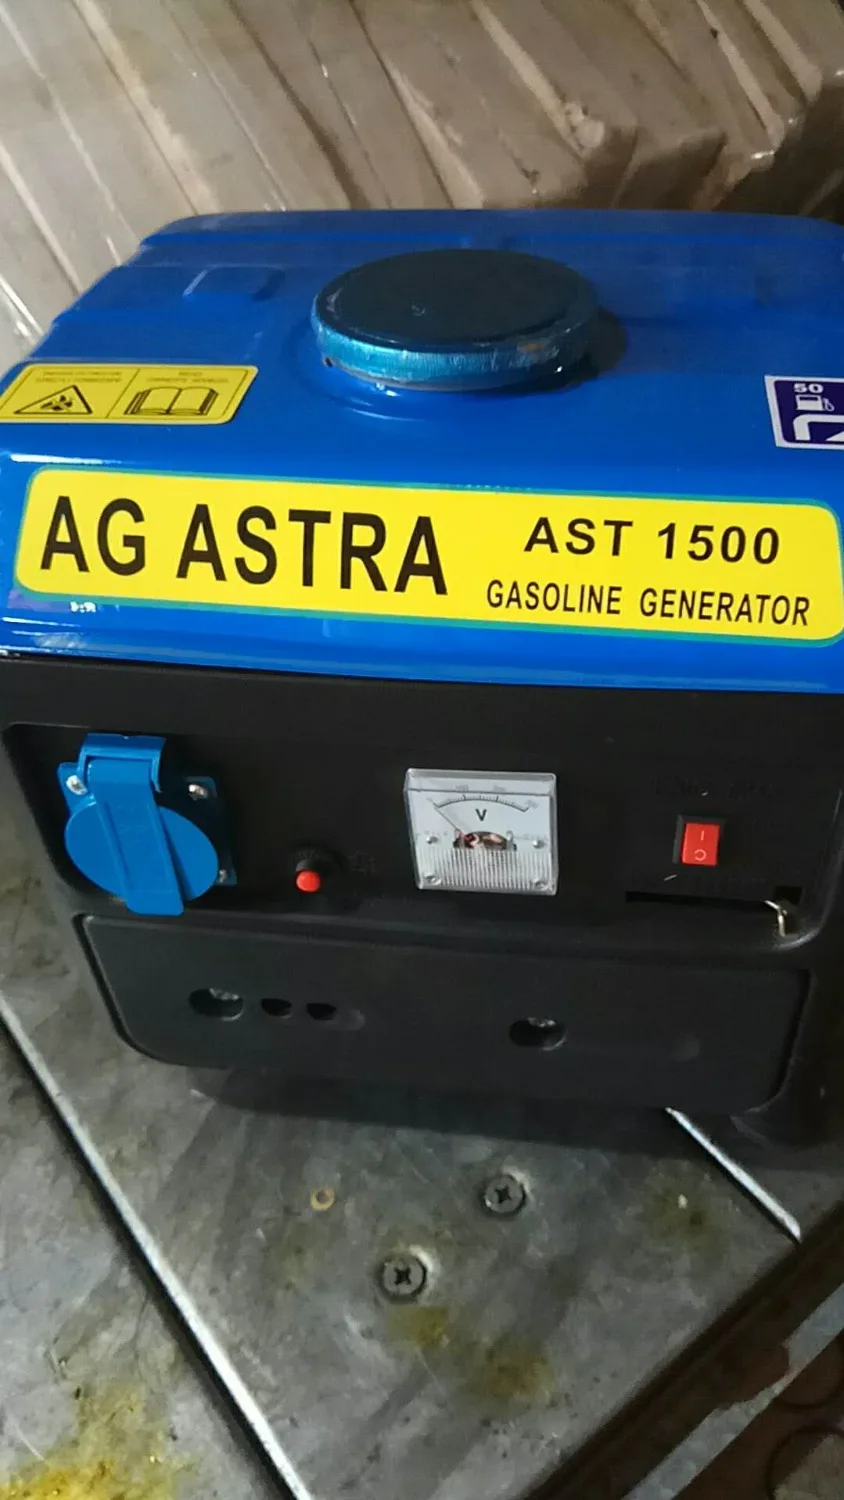 50
AG ASTRA
AST 1500
GASOLINE GENERATOR
V